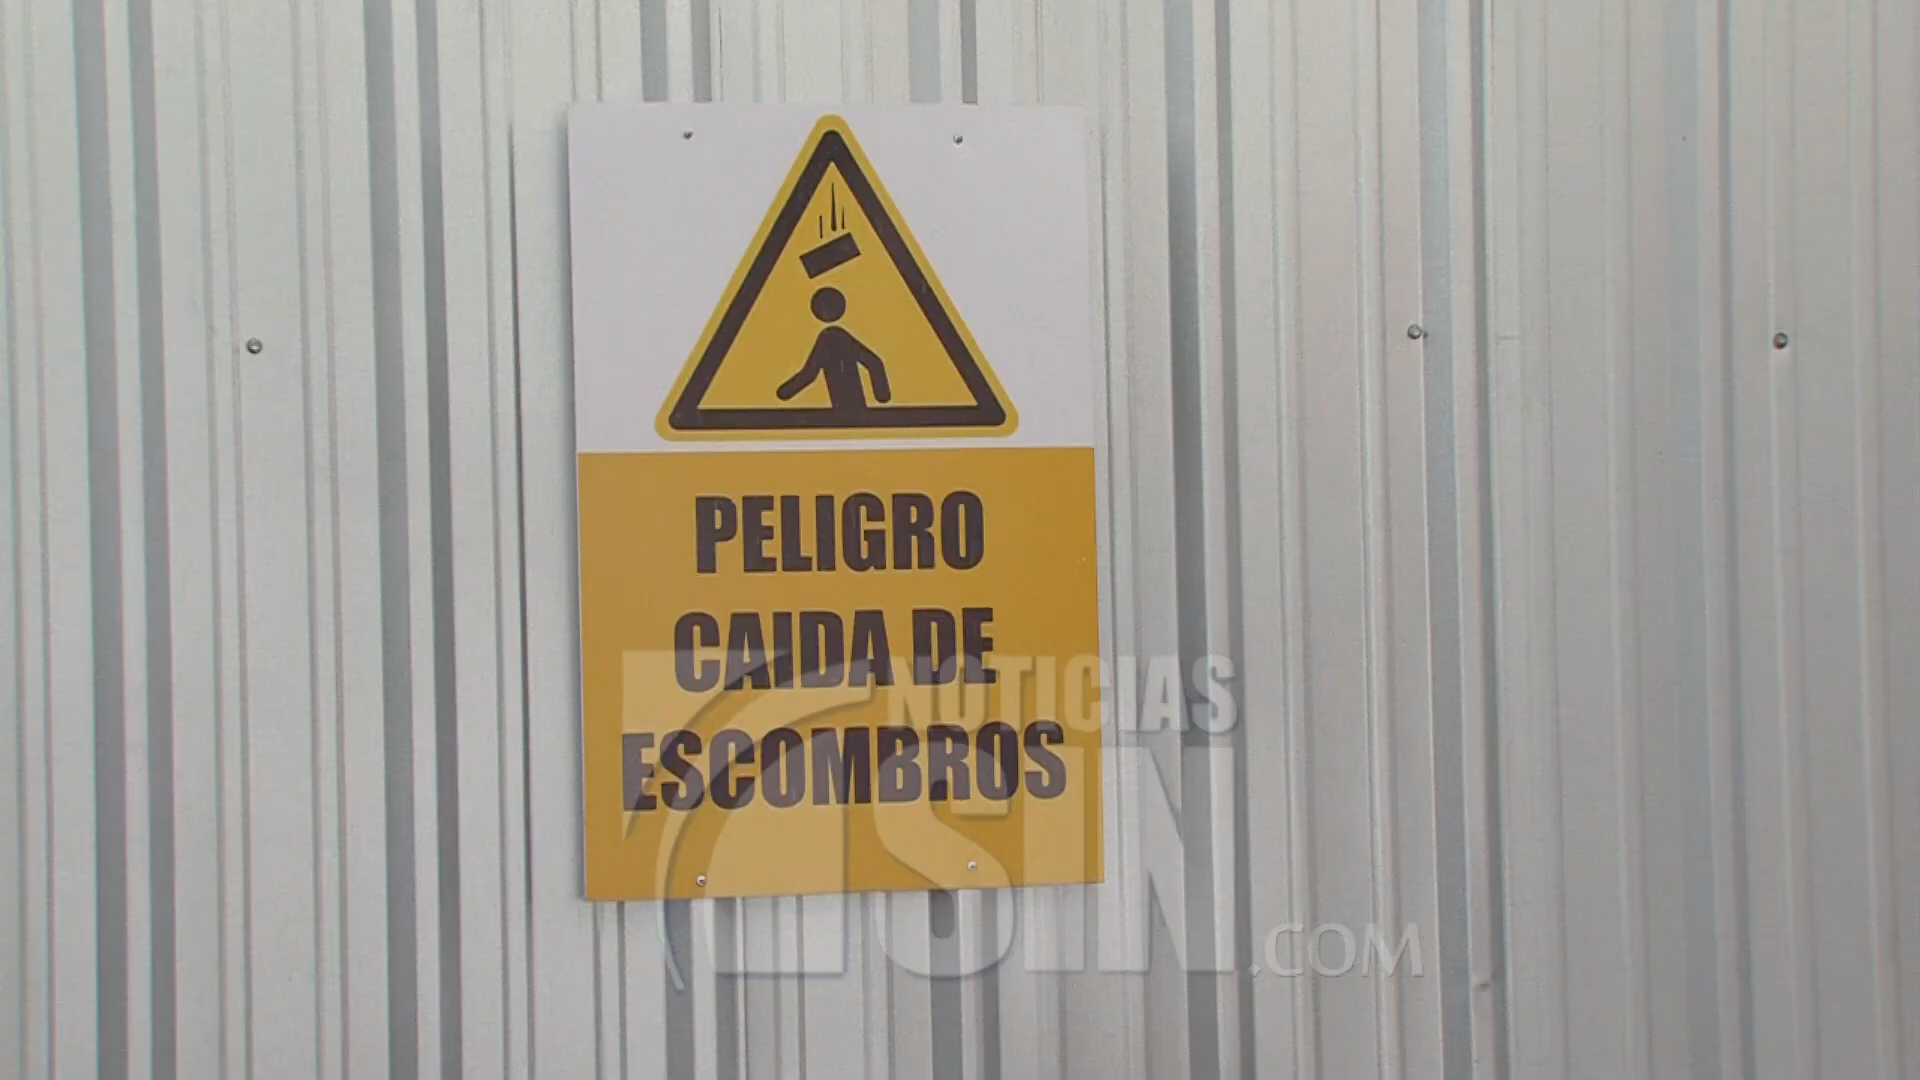 PELIGRO
CAIDA DE
ESCOMBROS
NOTICIAS
SIN
.COM